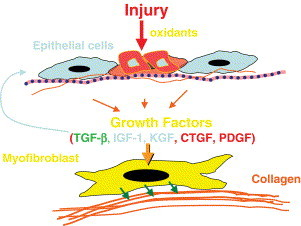 Injury
oxidants
Epithelial cells
Growth Factors
(TGF-β, IGF-1, KGF, CTGF, PDGF)
Myofibroblast
Collagen